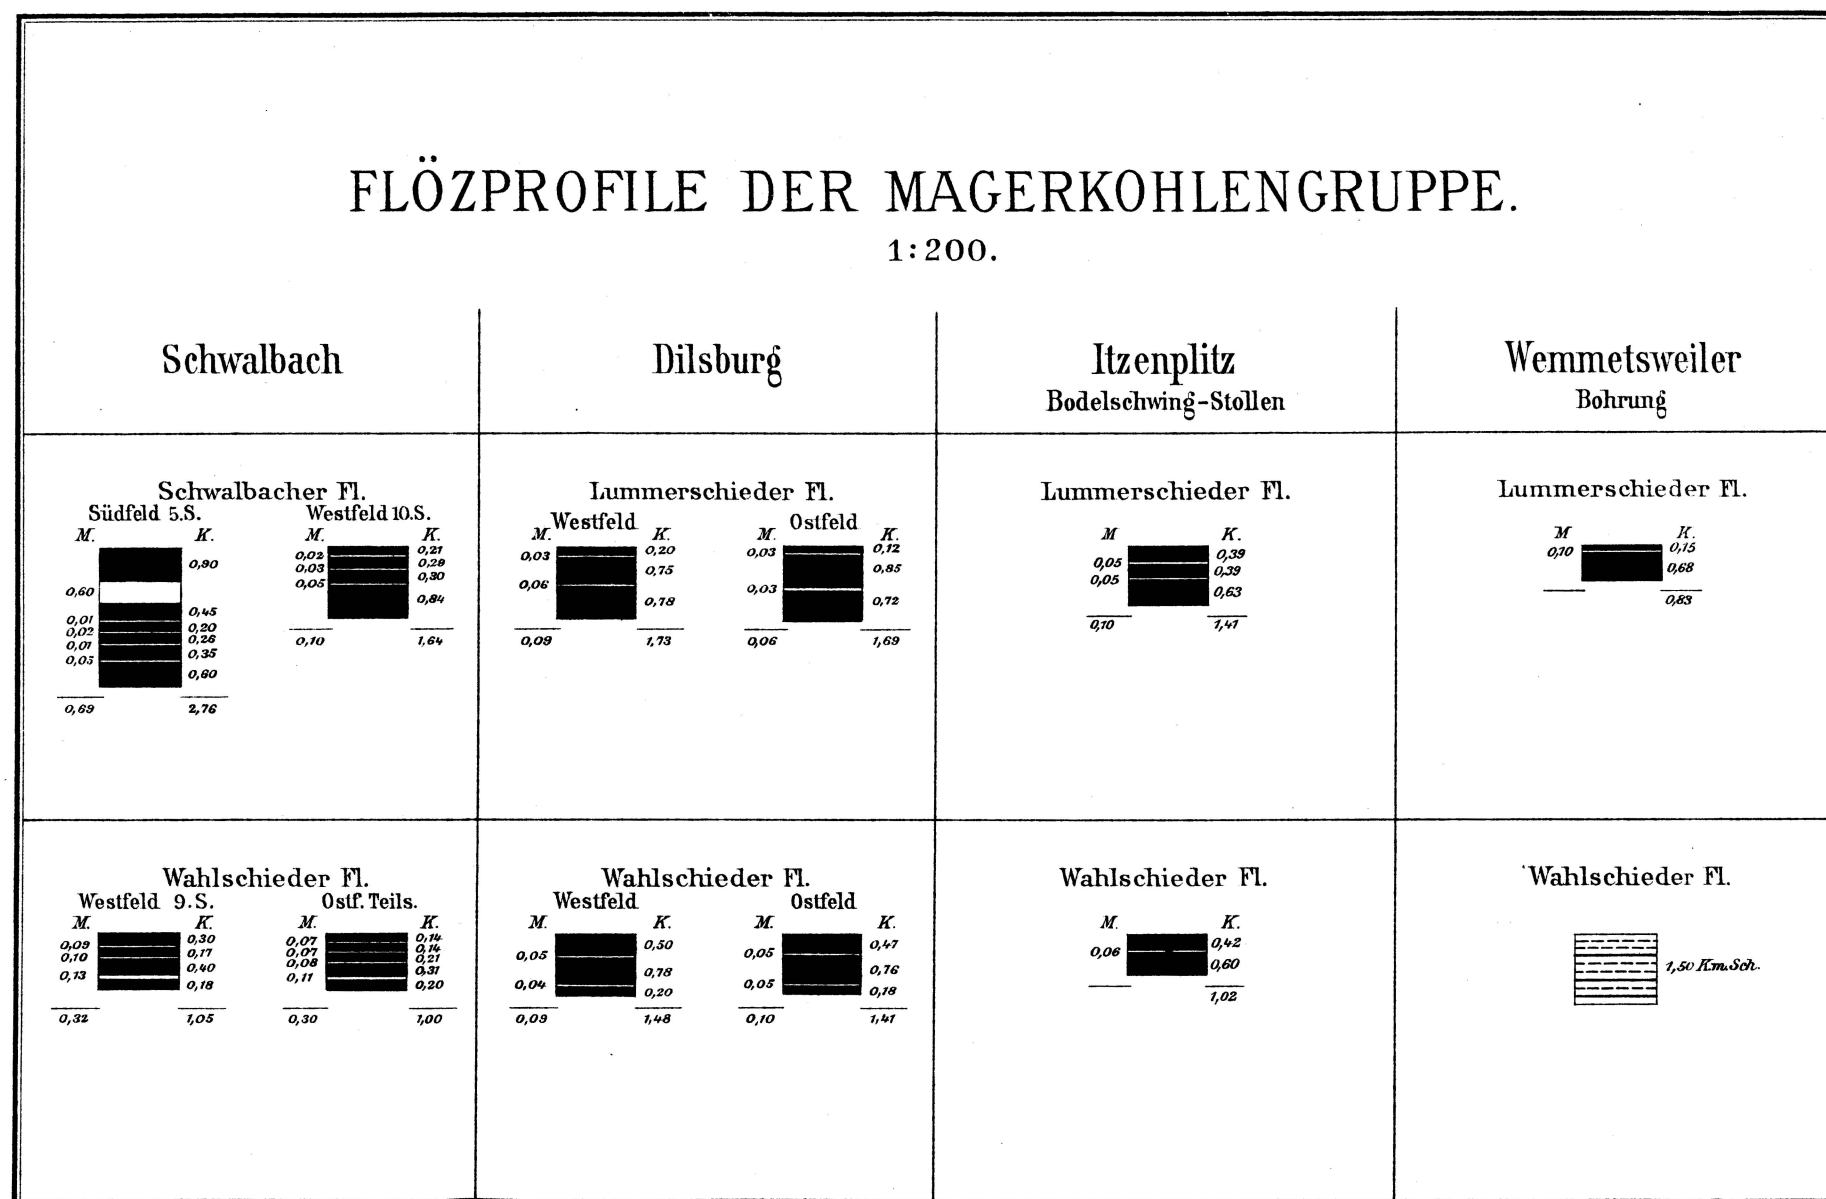 FLÖZPROFILE DER MAGERKOHLENGRUPPE.
1:200.
Schwalbach
Dilsburg
Itzenplitz
Bodelschwing-Stollen
Wemmetsweiler
Bohrung
Schwalbacher Fl.
Südfeld 5.S.
M. K.
0,90
0,60
0,45
0,01
0,20
0,02
0,26
0,01
0,35
0,05
0,60
0,69 2,76
Westfeld 10.S.
M. K.
0,21
0,02
0,29
0,03
0,30
0,05
0,84
0,10 1,64
Lummerschieder Fl.
Westfeld
M. K.
0,20
0,03
0,75
0,06
0,78
0,09 1,73
Ostfeld
M. K.
0,12
0,03
0,85
0,03
0,72
0,06 1,69
Lummerschieder Fl.
M K.
0,39
0,05
0,39
0,05
0,63
0,10 1,41
Lummerschieder Fl.
M K.
0,15
0,10
0,68
0,83
Wahlschieder Fl.
Westfeld 9.S.
M. K.
0,30
0,09
0,17
0,10
0,40
0,13
0,18
0,32 1,05
Ostf. Teils.
M. K.
0,14
0,07
0,14
0,07
0,21
0,08
0,31
0,11
0,20
0,30 1,00
Wahlschieder Fl.
Westfeld
M. K.
0,50
0,05
0,78
0,04
0,20
0,09 1,48
Ostfeld
M. K.
0,47
0,05
0,76
0,05
0,18
0,10 1,41
Wahlschieder Fl.
M. K.
0,42
0,06
0,60
1,02
Wahlschieder Fl.
1,50 Km.Sch.